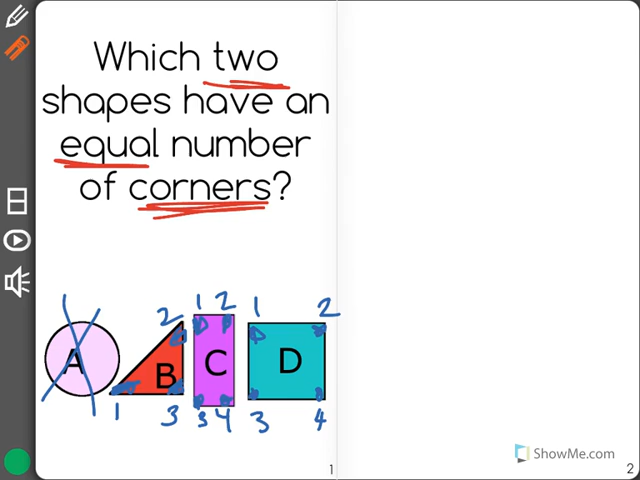 Which two
shapes have an
equal number
of corners?
1 2 1 2
2
A B C D
1 3 3 4 3 4
1 2
ShowMe.com